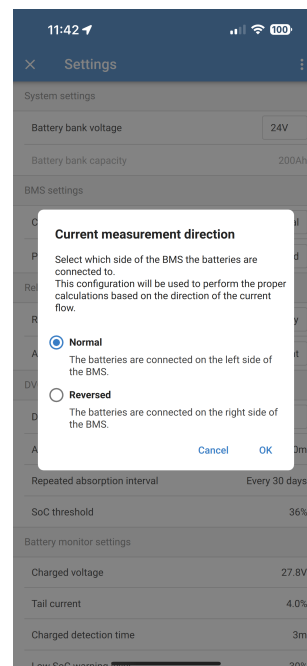 11:42
100
Settings
System settings
Battery bank voltage 24V
Battery bank capacity 200Ah
BMS settings
Current measurement direction
Select which side of the BMS the batteries are
connected to.
This configuration will be used to perform the proper
calculations based on the direction of the current
flow.
Normal
The batteries are connected on the left side of
the BMS.
Reversed
The batteries are connected on the right side of
the BMS.
Cancel OK
Repeated absorption interval Every 30 days
SoC threshold 36%
Battery monitor settings
Charged voltage 27.8V
Tail current 4.0%
Charged detection time 3m
Low SoC warning